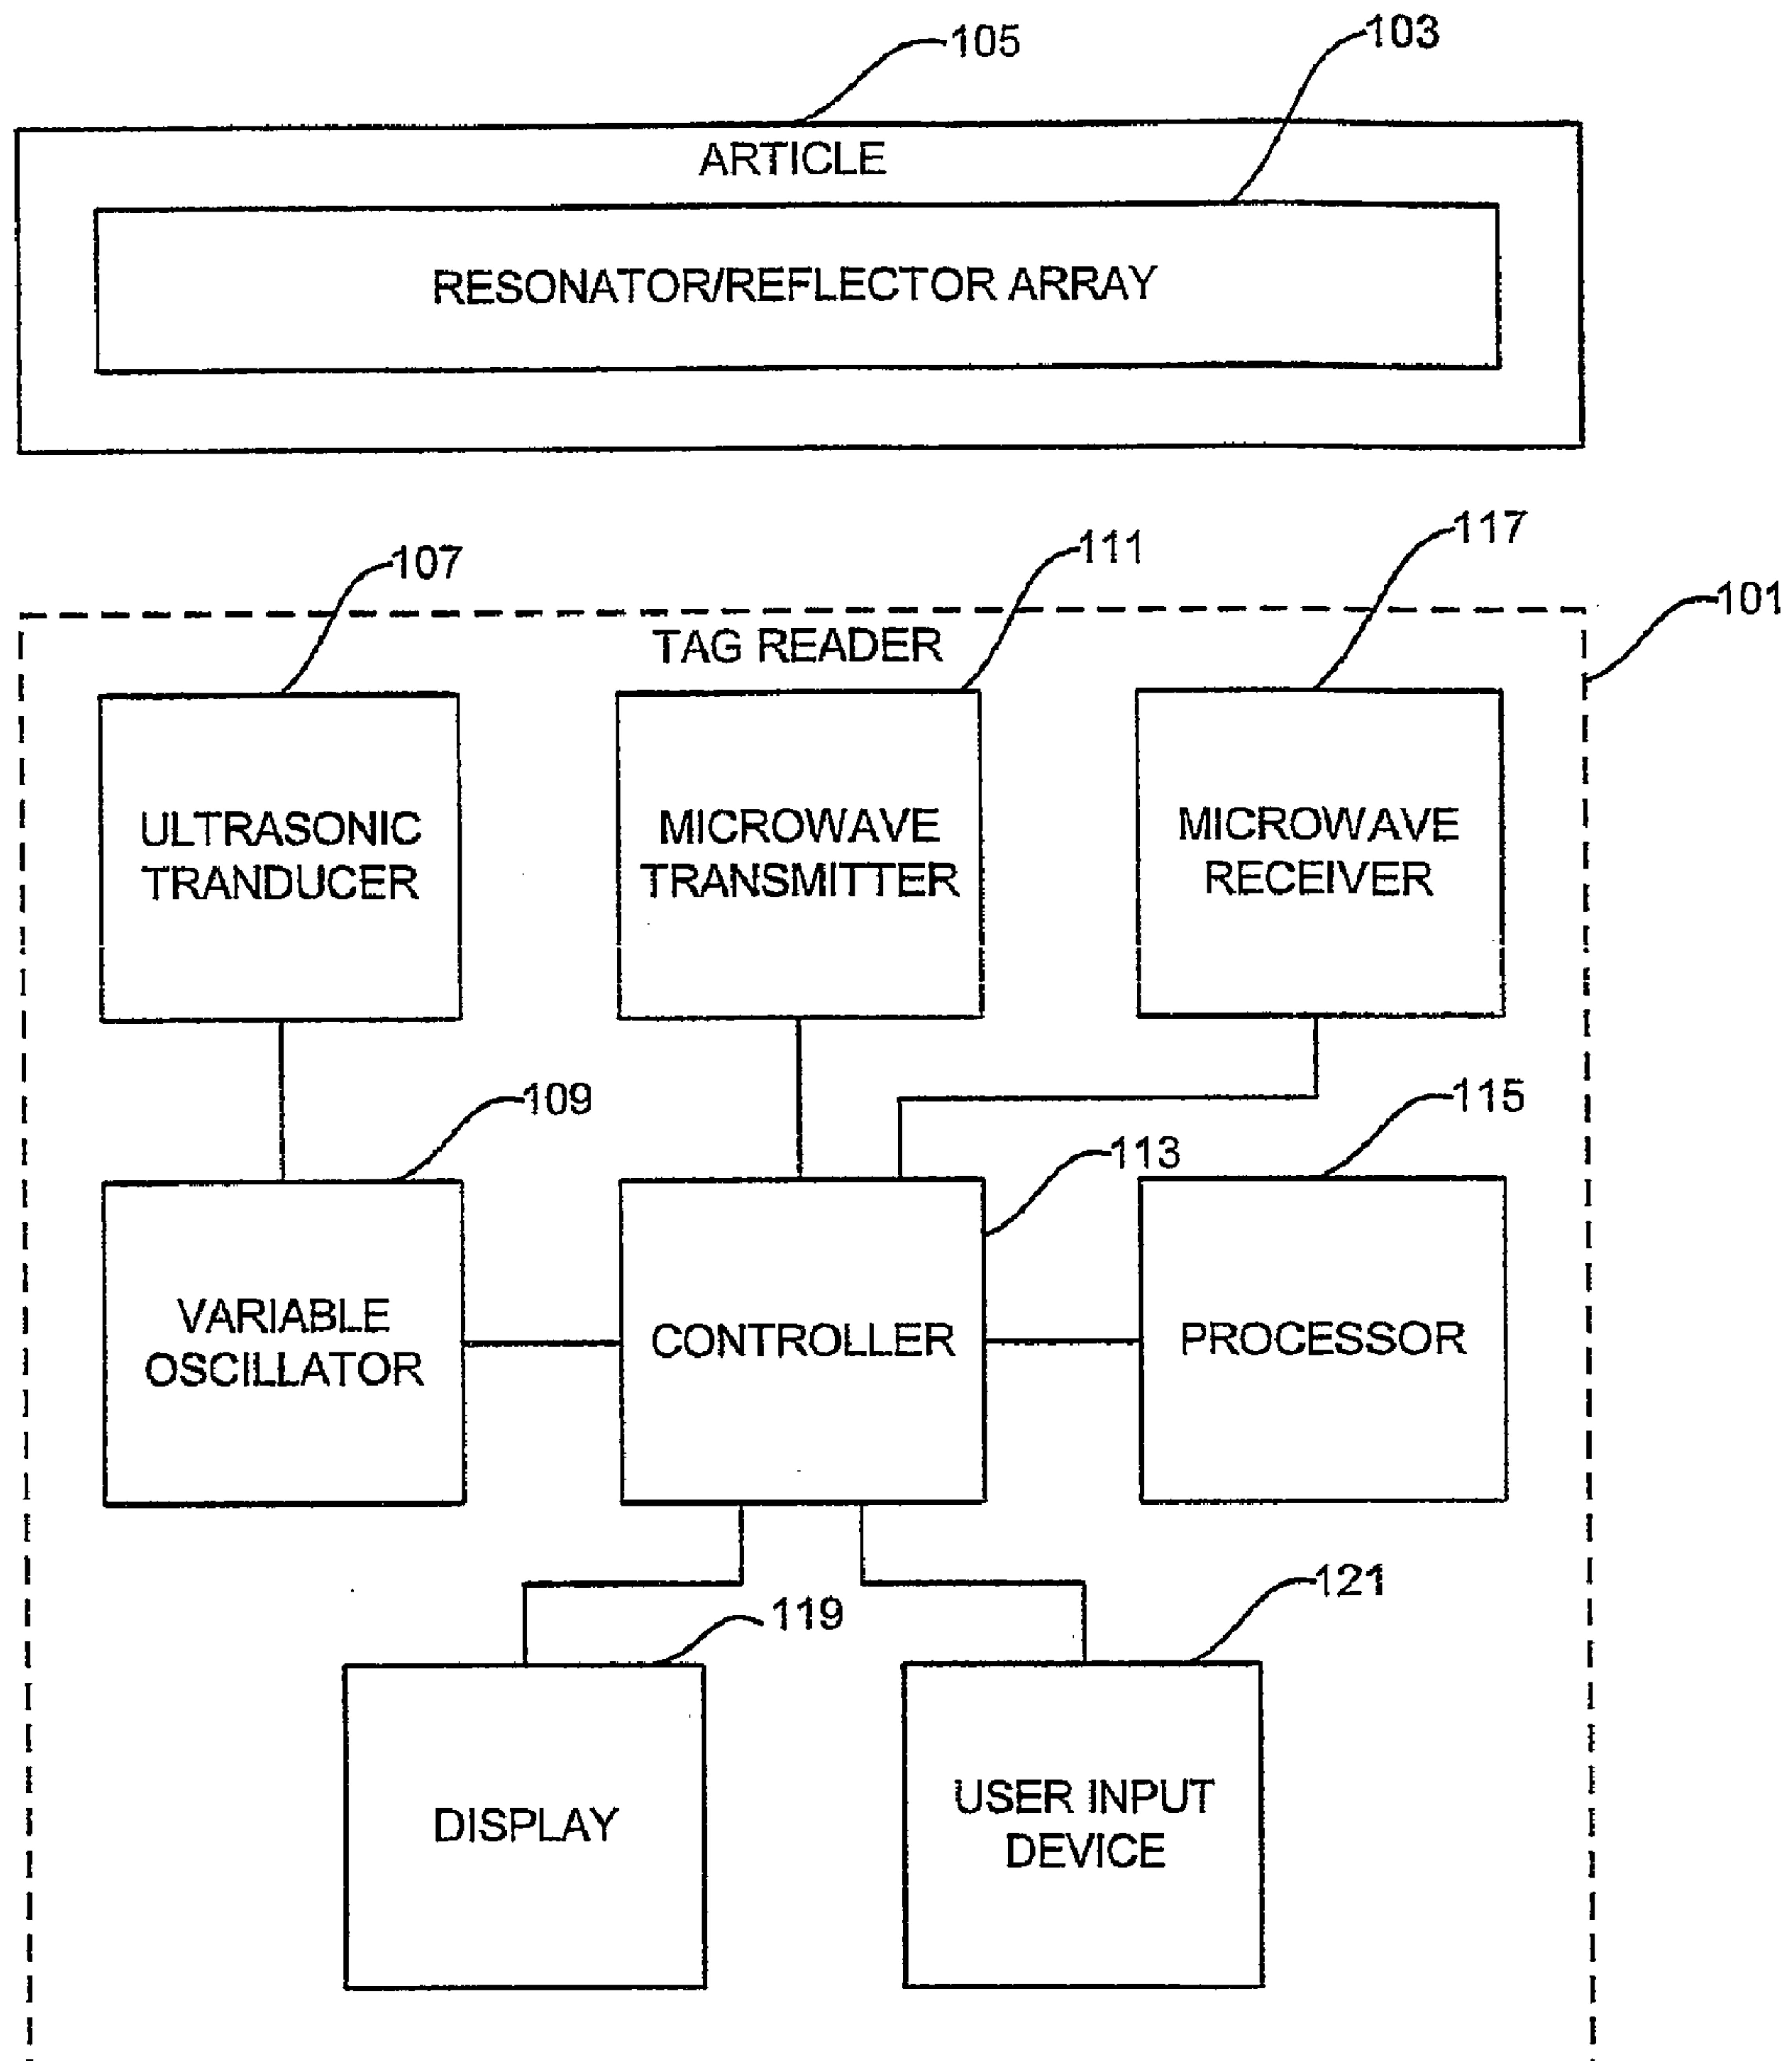 105
103
ARTICLE
RESONATOR/REFLECTOR ARRAY
107
111
117
101
TAG READER
ULTRASONIC
TRANDUCER
MICROWAVE
TRANSMITTER
MICROWAVE
RECEIVER
109
113
115
VARIABLE
OSCILLATOR
CONTROLLER
PROCESSOR
119
121
DISPLAY
USER INPUT
DEVICE